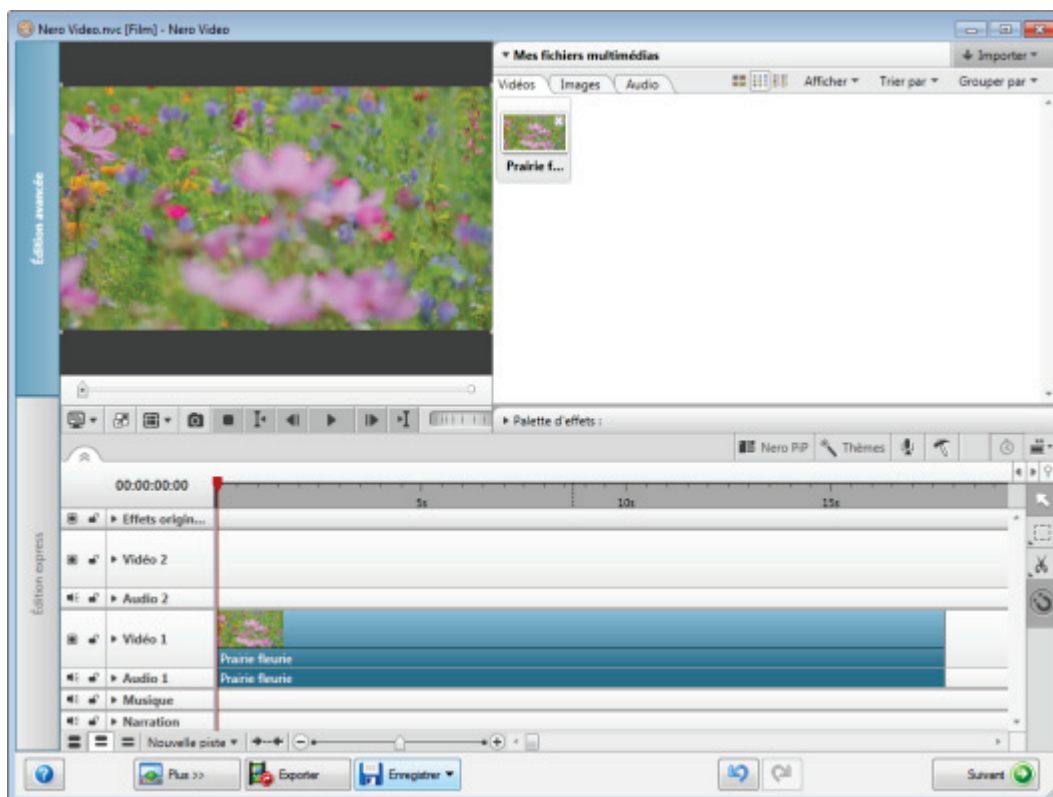 Nero Video.nvc [Film] - Nero Video
Mes fichiers multimédias
Importer
Vidéos
Images
Audio
Afficher
Trier par
Grouper par
Prairie f...
Édition avancée
Palette d'effets :
Nero PiP
Thèmes
00:00:00:00
5s
10s
15s
Effets origin...
Vidéo 2
Audio 2
Édition express
Vidéo 1
Prairie fleurie
Audio 1
Prairie fleurie
Musique
Narration
Nouvelle piste
Plus >>
Exporter
Enregistrer
Suivant